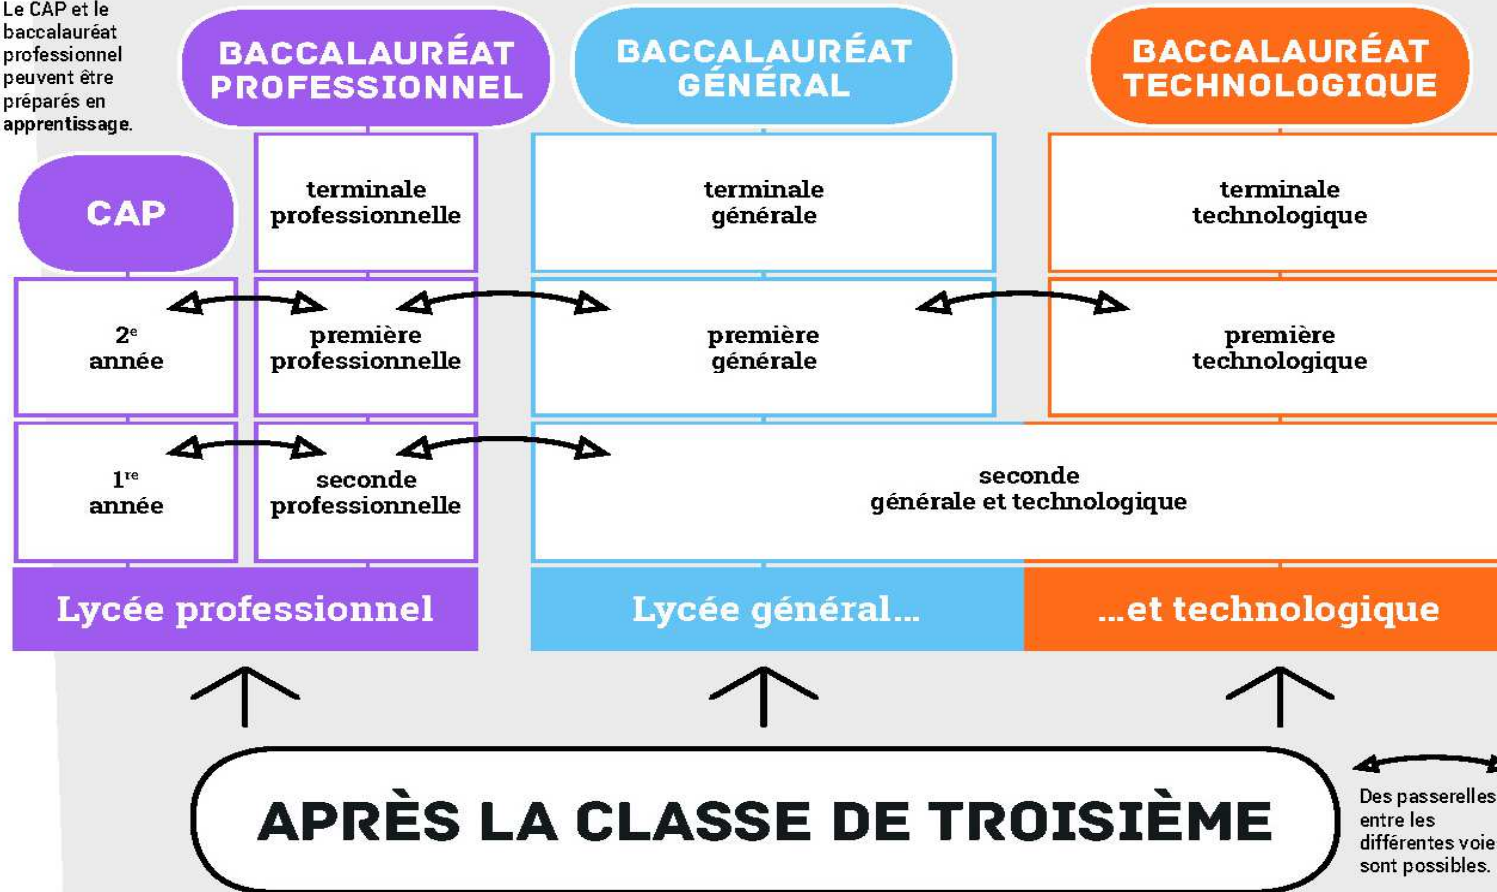 Le CAP et le
baccalauréat
professionnel
peuvent être
préparés en
apprentissage.
BACCALAURÉAT
PROFESSIONNEL
BACCALAURÉAT
GÉNÉRAL
BACCALAURÉAT
TECHNOLOGIQUE
CAP
terminale
professionnelle
terminale
générale
terminale
technologique
2e
année
première
professionnelle
première
générale
première
technologique
1re
année
seconde
professionnelle
seconde
générale et technologique
Lycée professionnel
Lycée général...
...et technologique
APRÈS LA CLASSE DE TROISIÈME
Des passerelles
entre les
différentes voie
sont possibles.